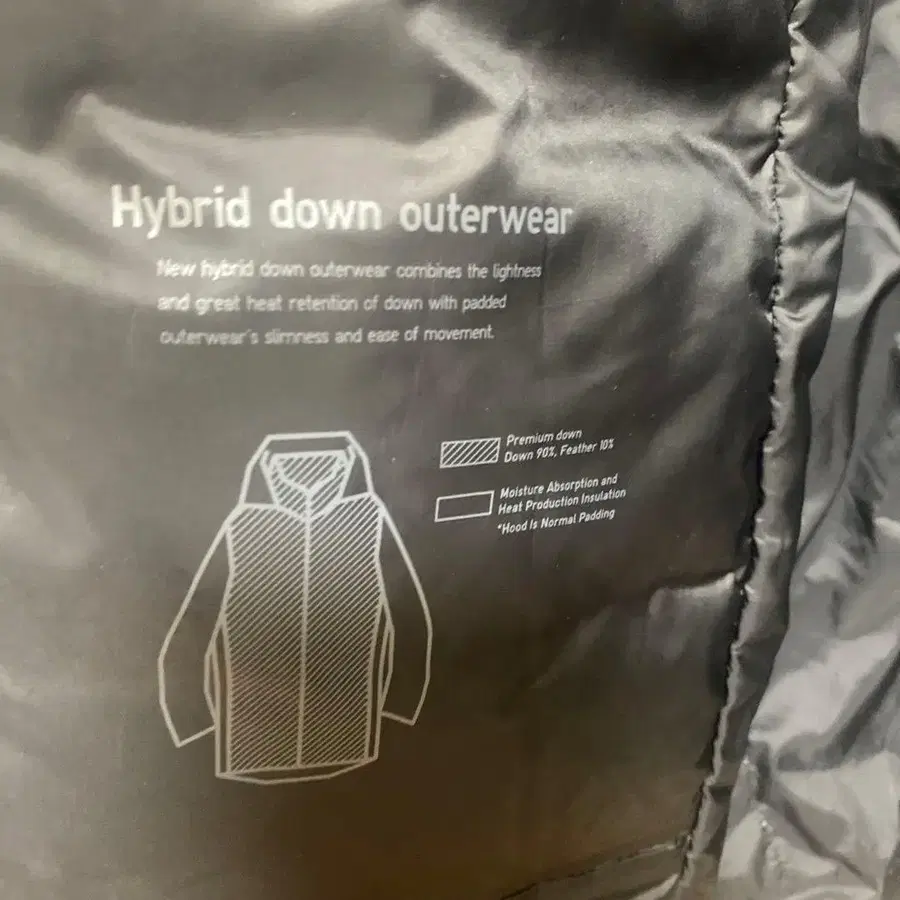 Hybrid down outerwear
New hybrid down outerwear combines the lightness
and great heat retention of down with padded
outerwear's slimness and ease of movement.
Premium down
Down 90%, Feather 10%
Moisture Absorption and
Heat Production Insulation
*Hood Is Normal Padding